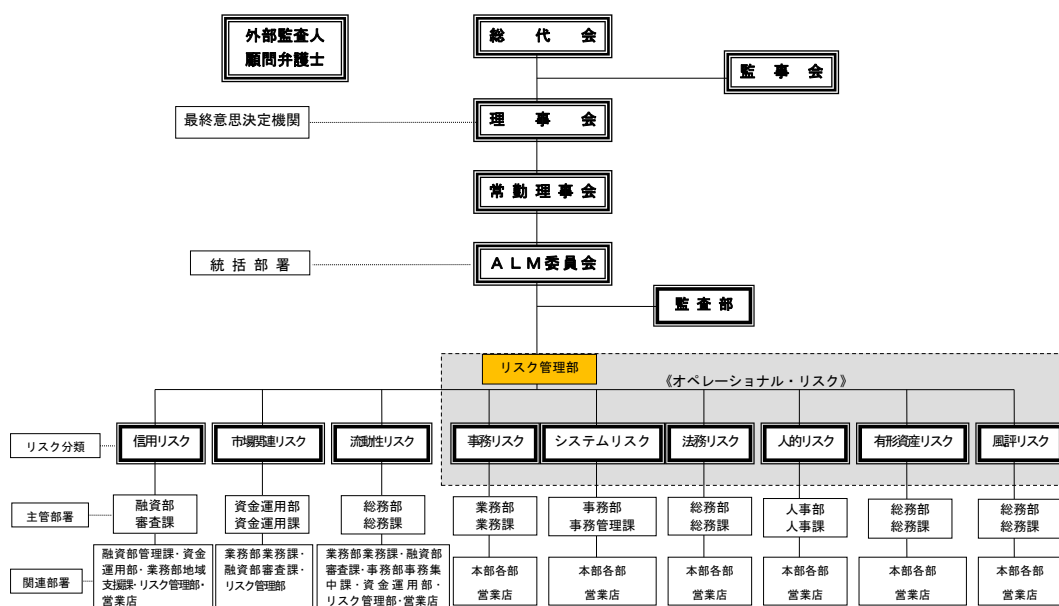 外部監査人
顧問弁護士
総代会
監事会
最終意思決定機関
理事会
常勤理事会
統括部署
ALM委員会
監査部
リスク管理部
《オペレーショナル・リスク》
リスク分類
信用リスク
市場関連リスク
流動性リスク
事務リスク
システムリスク
法務リスク
人的リスク
有形資産リスク
風評リスク
主管部署
融資部
審査課
資金運用部
資金運用課
総務部
総務課
業務部
業務課
事務部
事務管理課
総務部
総務課
人事部
人事課
総務部
総務課
総務部
総務課
関連部署
融資部管理課・資金
運用部・業務部地域
支援課・リスク管理部・
営業店
業務部業務課・
融資部審査課・
リスク管理部
業務部業務課・融資部
審査課・事務部事務集
中課・資金運用部・
リスク管理部・営業店
本部各部
営業店
本部各部
営業店
本部各部
営業店
本部各部
営業店
本部各部
営業店
本部各部
営業店